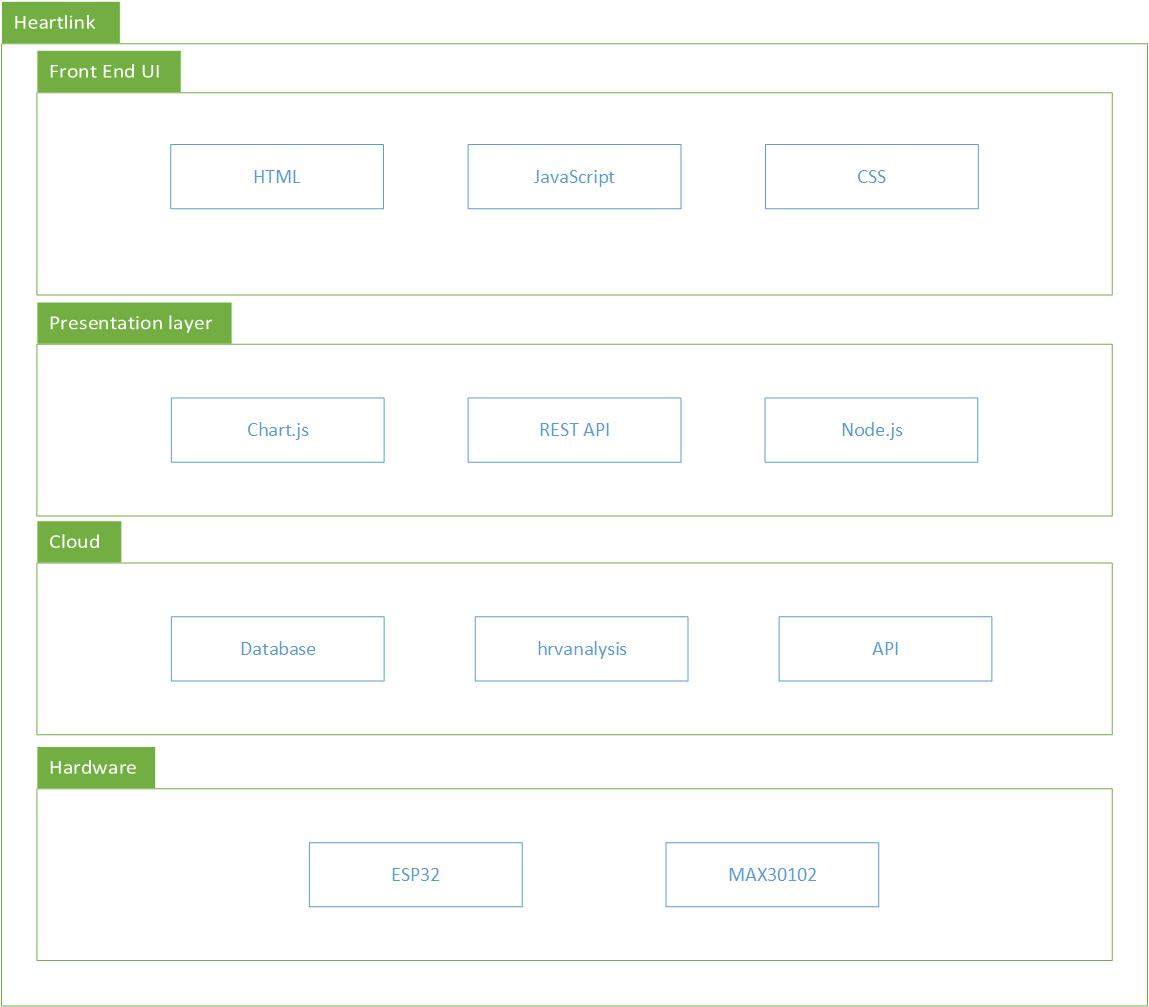 Heartlink
Front End UI
HTML
JavaScript
CSS
Presentation layer
Chart.js
REST API
Node.js
Cloud
Database
hrvanalysis
API
Hardware
ESP32
MAX30102